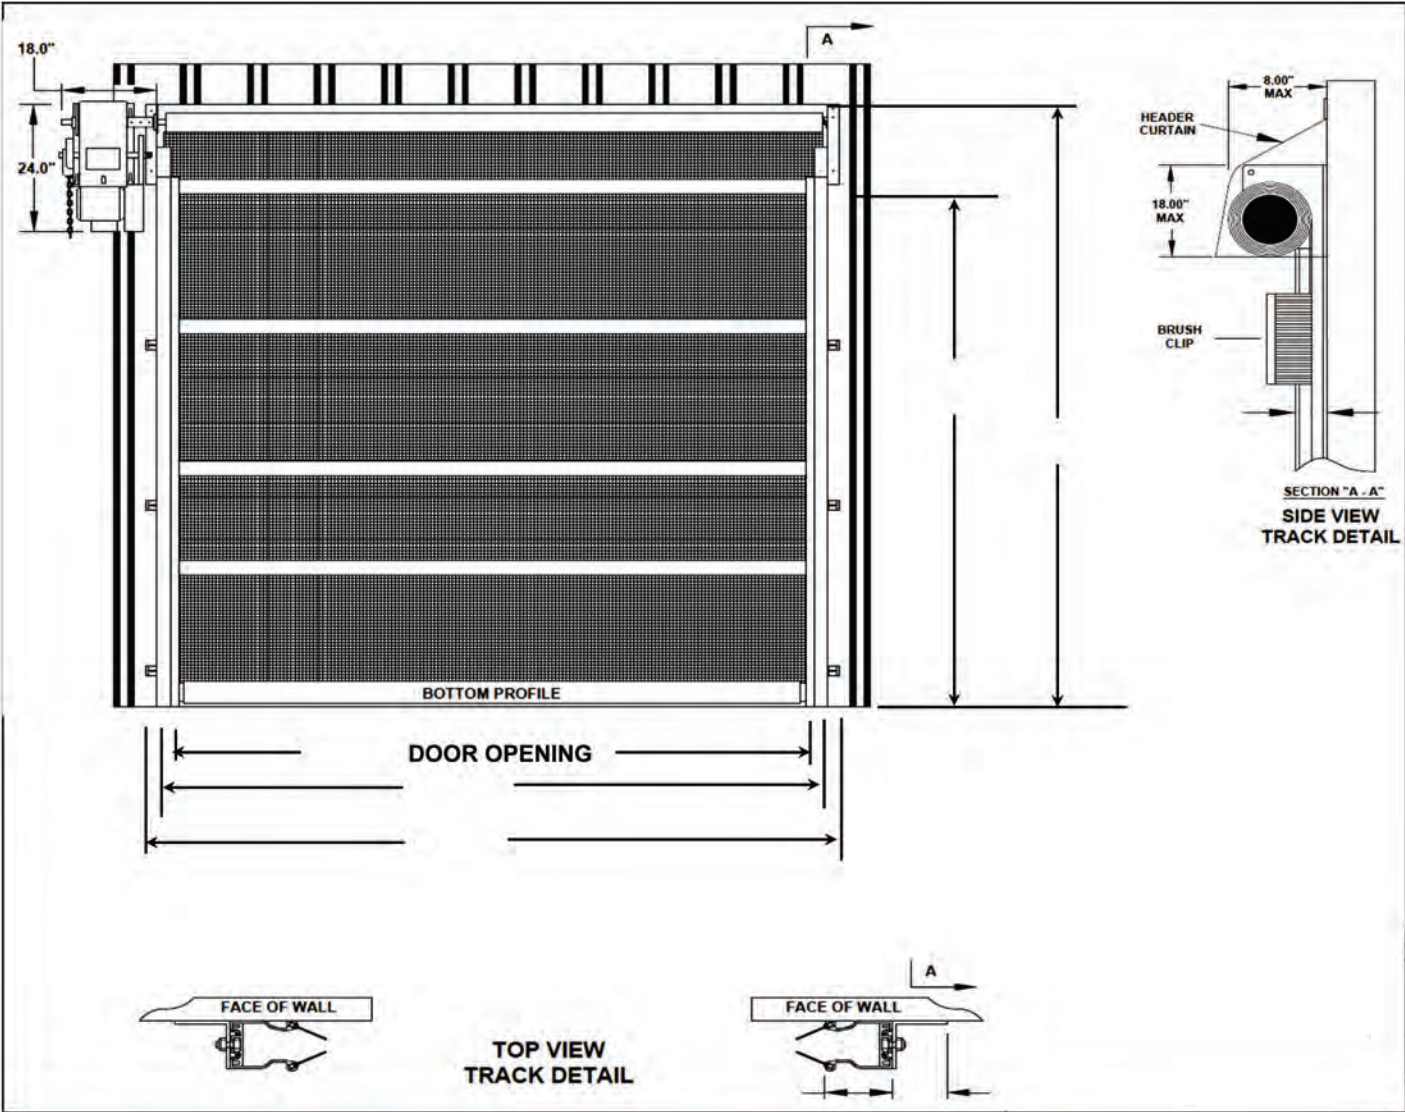 A
18.0"
24.0"
8.00"
MAX
HEADER
CURTAIN
18.00"
MAX
BRUSH
CLIP
SECTION "A - A"
SIDE VIEW
TRACK DETAIL
BOTTOM PROFILE
DOOR OPENING
A
FACE OF WALL
FACE OF WALL
TOP VIEW
TRACK DETAIL